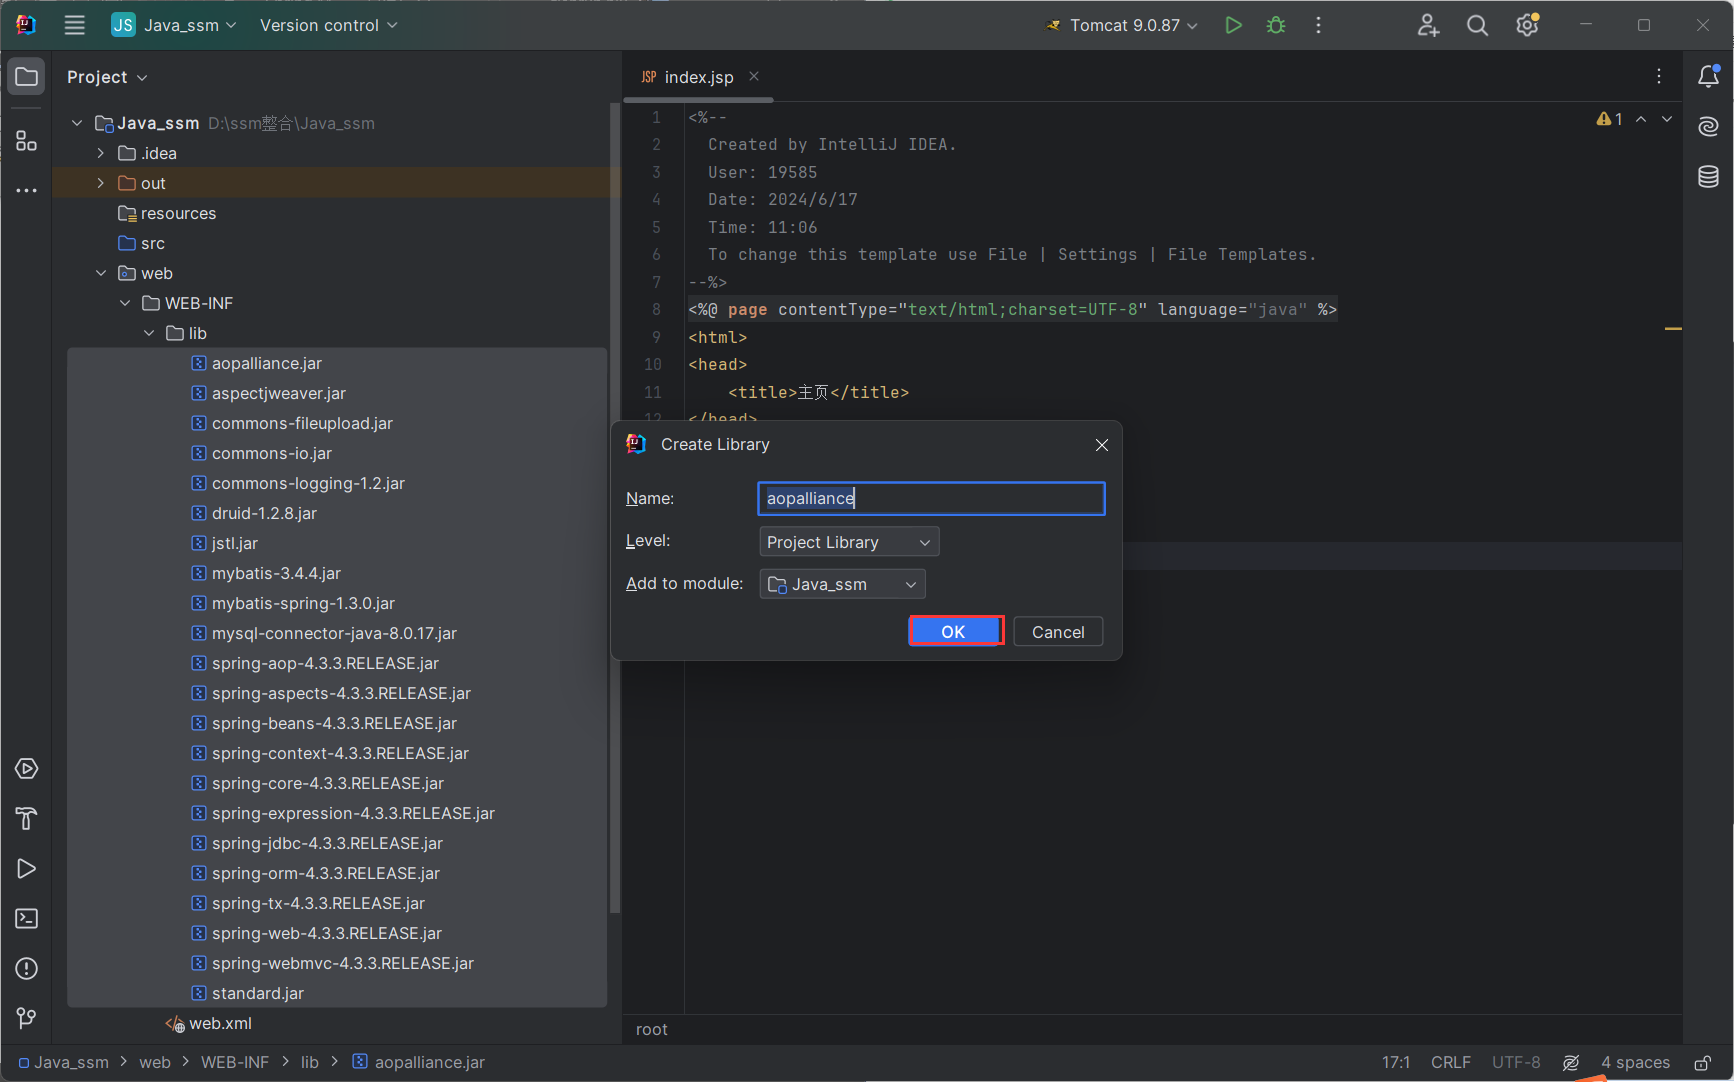 JS Java_ssm Version control Tomcat 9.0.87
Project
Java_ssm D:\ssm整合\Java_ssm
.idea
out
resources
src
web
WEB-INF
lib
aopalliance.jar
aspectjweaver.jar
commons-fileupload.jar
commons-io.jar
commons-logging-1.2.jar
druid-1.2.8.jar
jstl.jar
mybatis-3.4.4.jar
mybatis-spring-1.3.0.jar
mysql-connector-java-8.0.17.jar
spring-aop-4.3.3.RELEASE.jar
spring-aspects-4.3.3.RELEASE.jar
spring-beans-4.3.3.RELEASE.jar
spring-context-4.3.3.RELEASE.jar
spring-core-4.3.3.RELEASE.jar
spring-expression-4.3.3.RELEASE.jar
spring-jdbc-4.3.3.RELEASE.jar
spring-orm-4.3.3.RELEASE.jar
spring-tx-4.3.3.RELEASE.jar
spring-web-4.3.3.RELEASE.jar
spring-webmvc-4.3.3.RELEASE.jar
standard.jar
web.xml
JSP index.jsp
1 <%--
2 Created by IntelliJ IDEA.
3 User: 19585
4 Date: 2024/6/17
5 Time: 11:06
6 To change this template use File | Settings | File Templates.
7 --%>
8 <%@ page contentType="text/html;charset=UTF-8" language="java" %>
9 <html>
10 <head>
11 <title>主页</title>
12 </head>
1
Create Library
Name: aopalliance
Level: Project Library
Add to module: Java_ssm
OK Cancel
root
Java_ssm > web > WEB-INF > lib > aopalliance.jar
17:1 CRLF UTF-8 4 spaces